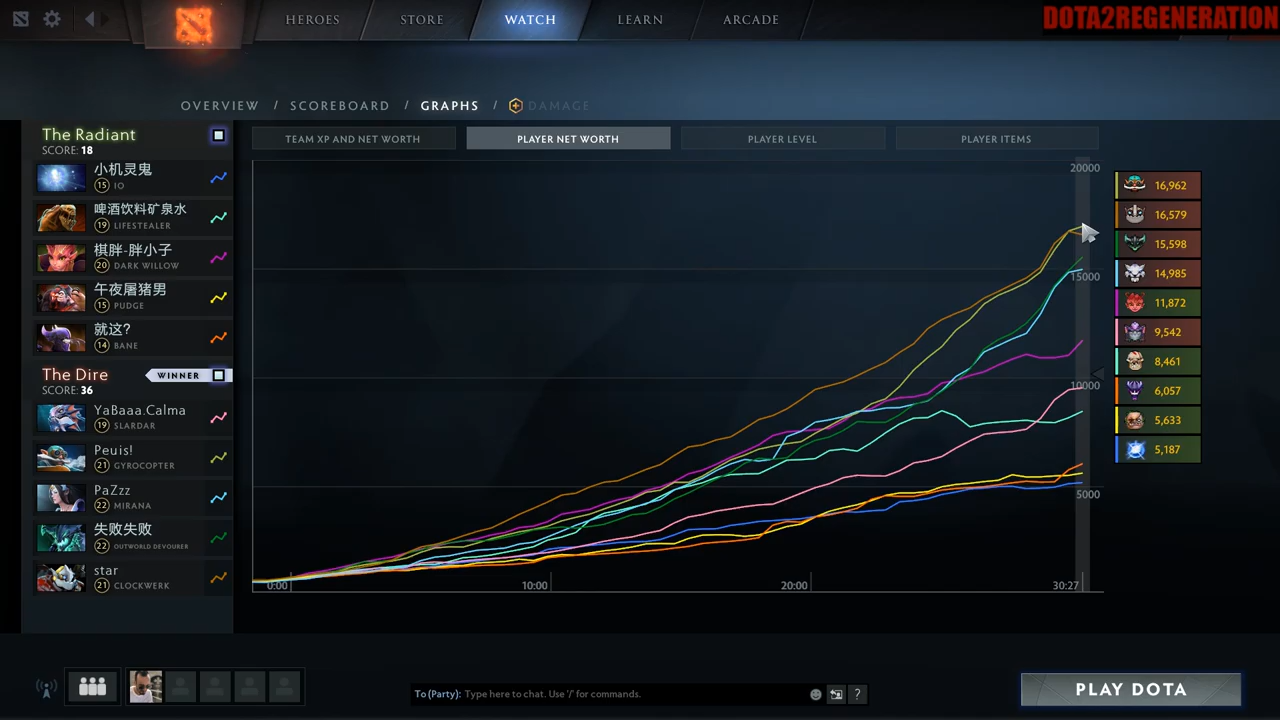 HEROES
STORE
WATCH
LEARN
ARCADE
DOTA2REGENERATION
OVERVIEW / SCOREBOARD / GRAPHS / DAMAGE
The Radiant
SCORE: 18
小机灵鬼
15 IO
啤酒饮料矿泉水
19 LIFESTEALER
棋胖-胖小子
20 DARK WILLOW
午夜屠猪男
15 PUDGE
就这?
14 BANE
The Dire
WINNER
SCORE: 36
YaBaaa.Calma
19 SLARDAR
Peuis!
21 GYROCOPTER
PaZzz
22 MIRANA
失败失败
22 OUTWORLD DEVOURER
star
21 CLOCKWERK
TEAM XP AND NET WORTH
PLAYER NET WORTH
PLAYER LEVEL
PLAYER ITEMS
20000
15000
10000
5000
0:00
10:00
20:00
30:27
16,962
16,579
15,598
14,985
11,872
9,542
8,461
6,057
5,633
5,187
To (Party): Type here to chat. Use '/' for commands.
?
PLAY DOTA